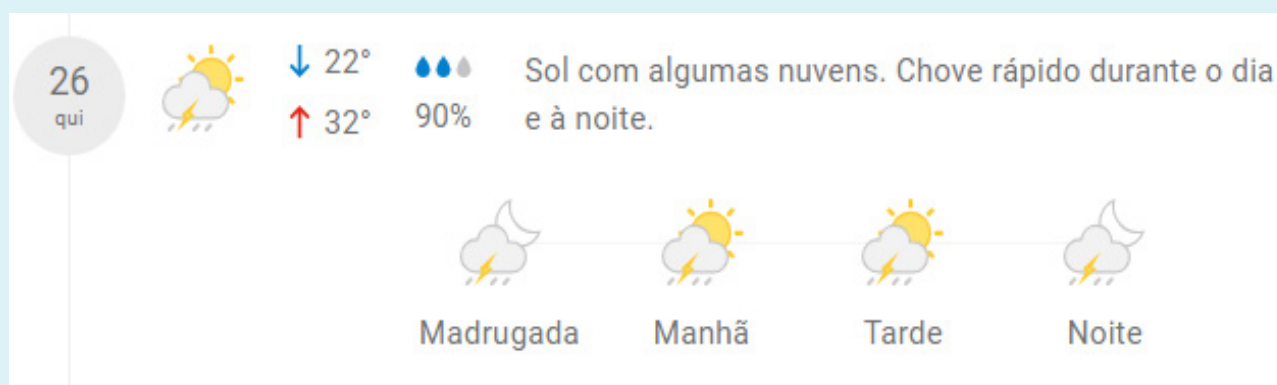 26
qui
22°
32°
90%
Sol com algumas nuvens. Chove rápido durante o dia
e à noite.
Madrugada Manhã Tarde Noite